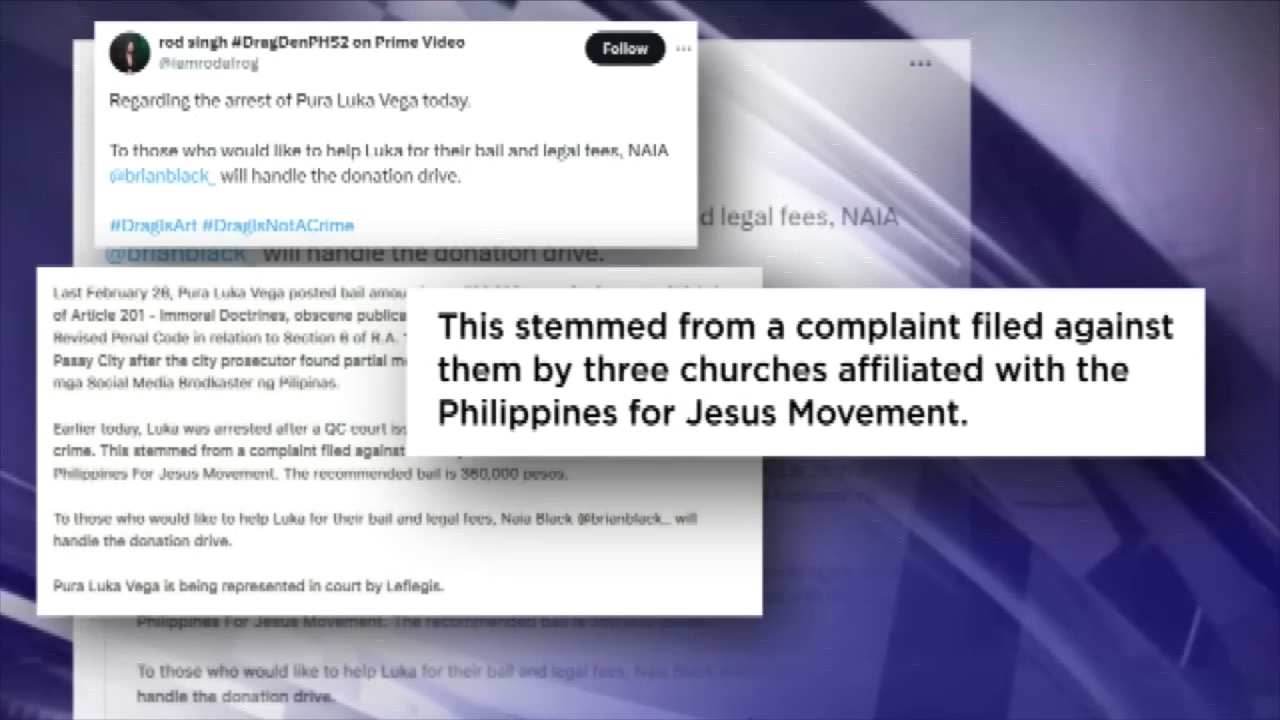 rod singh #DragDenPHS2 on Prime Video
@iamrodafrog
Follow
Regarding the arrest of Pura Luka Vega today.
To those who would like to help Luka for their bail and legal fees, NAIA
@brianblack_ will handle the donation drive.
#DragIsArt #DragIsNotACrime
d legal fees, NAIA
@brianblack_ will handle the donation drive.
Last February 26, Pura Luka Vega posted bail
of Article 201 - Immoral Doctrines, obscene
Revised Penal Code in relation to Section 6 of R.A.
Pasay City after the city prosecutor found partial
mga Social Media Brodkaster ng Pilipinas.
This stemmed from a complaint filed against
them by three churches affiliated with the
Philippines for Jesus Movement.
Earlier today, Luka was arrested after a QC court
crime. This stemmed from a complaint filed against
Philippines For Jesus Movement. The recommended bail is 360,000 pesos.
To those who would like to help Luka for their bail and legal fees, Naia Black @brianblack_ will
handle the donation drive.
Pura Luka Vega is being represented in court by Leflegis.
Philippines For Jesus Movement. The recommended bail is
To those who would like to help Luka for their bail and legal fees, Naia Black
handle the donation drive.